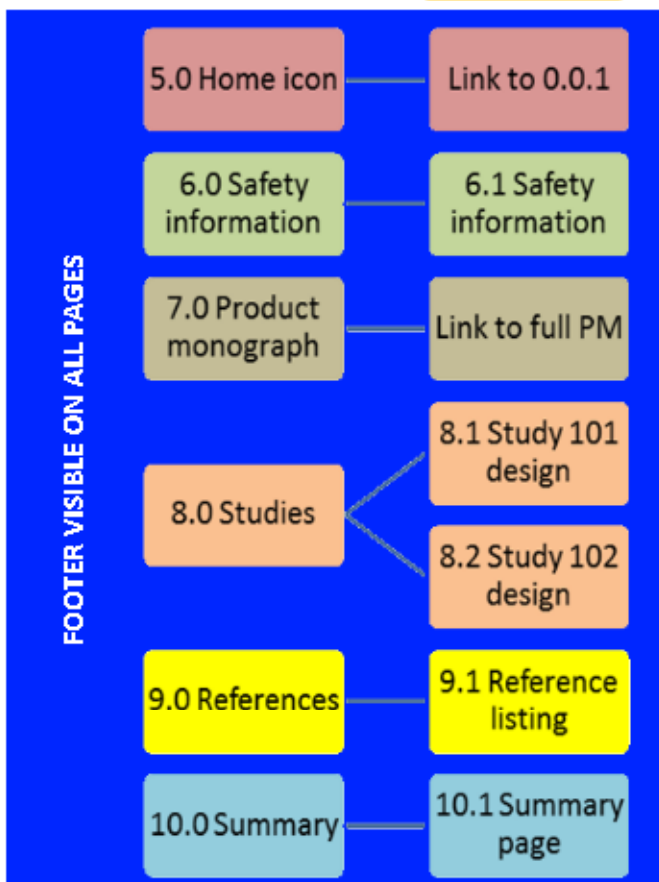 5.0 Home icon
Link to 0.0.1
6.0 Safety
information
6.1 Safety
information
7.0 Product
monograph
Link to full PM
8.0 Studies
8.1 Study 101
design
8.2 Study 102
design
9.0 References
9.1 Reference
listing
10.0 Summary
10.1 Summary
page
FOOTER VISIBLE ON ALL PAGES